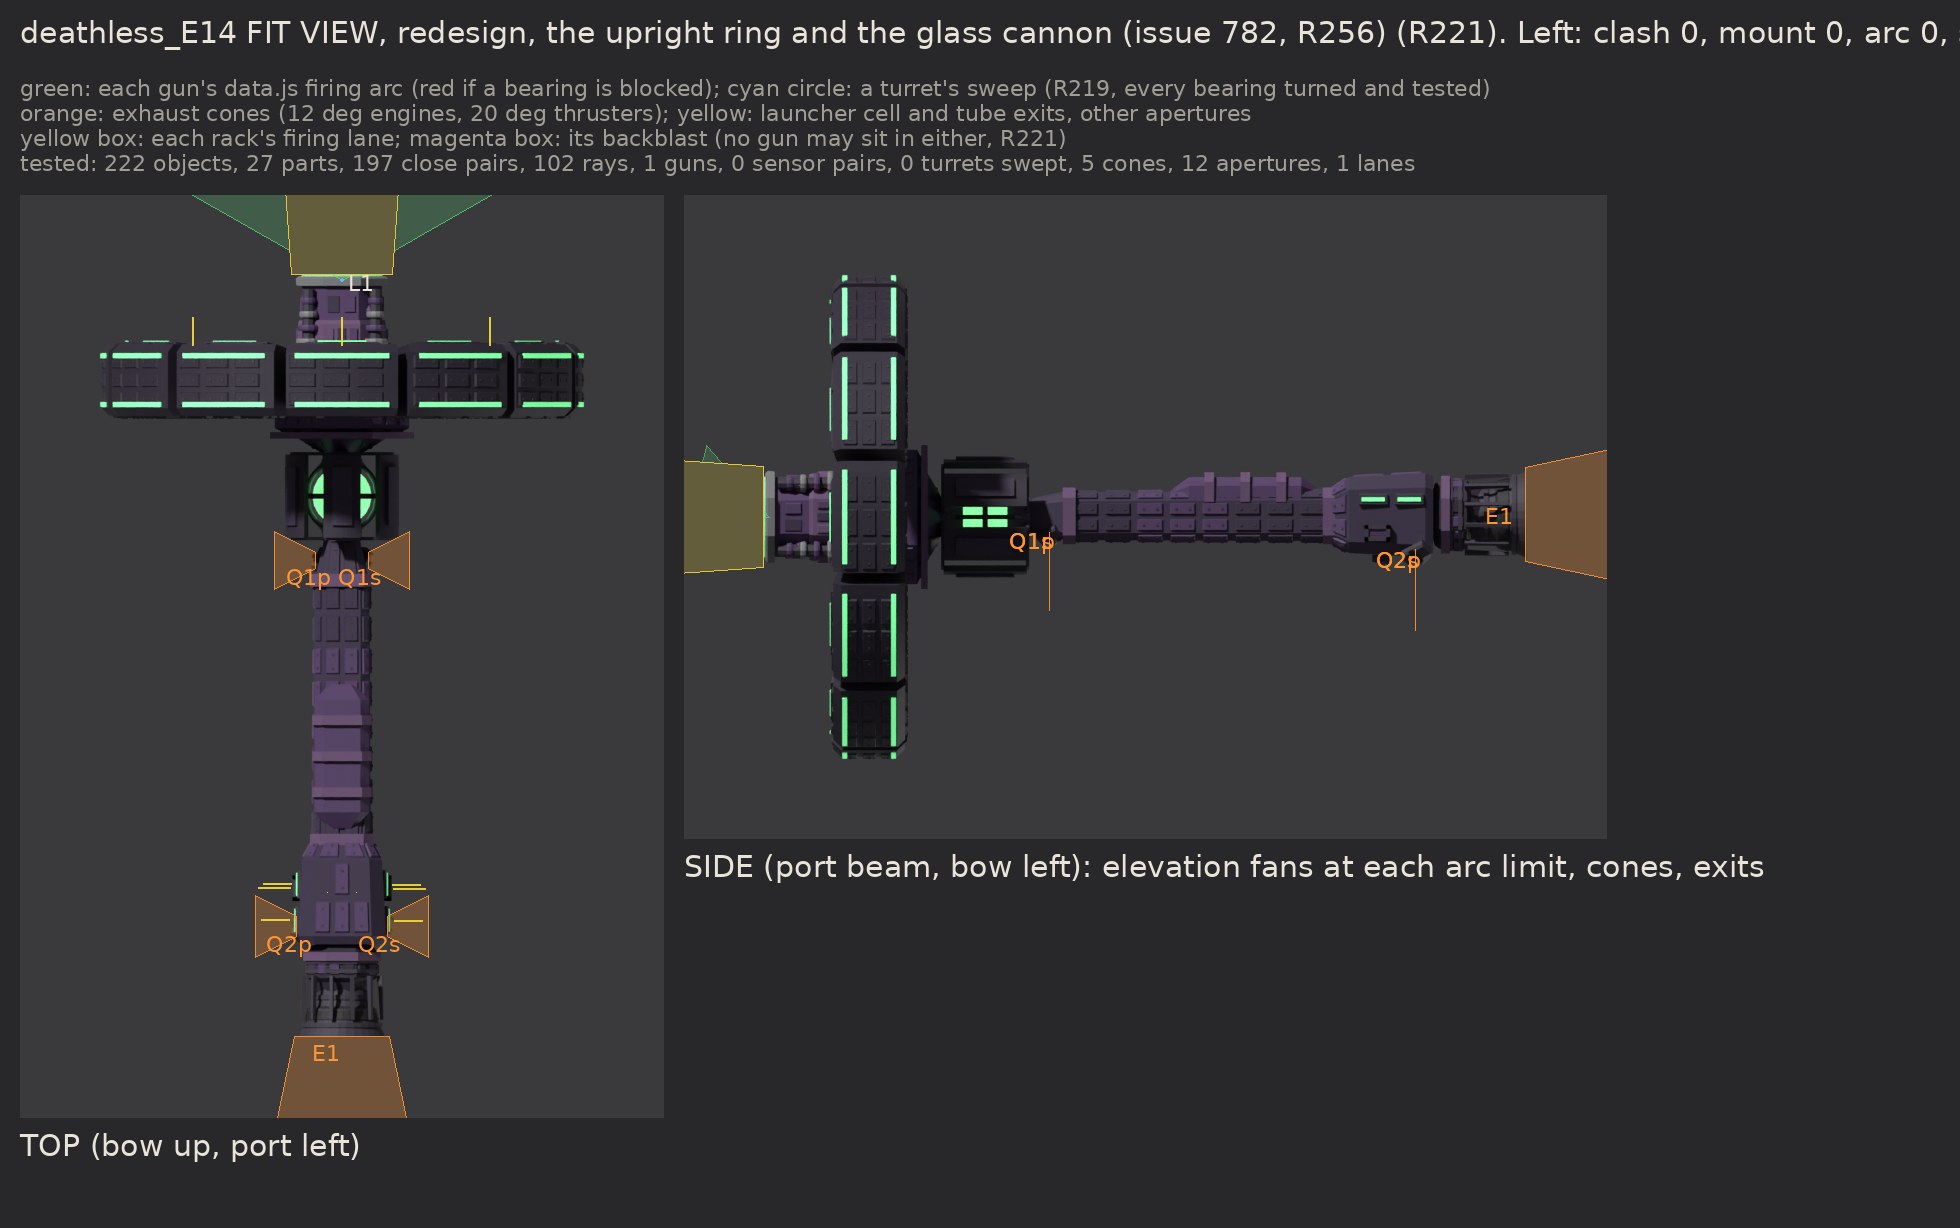 deathless_E14 FIT VIEW, redesign, the upright ring and the glass cannon (issue 782, R256) (R221). Left: clash 0, mount 0, arc 0,
green: each gun's data.js firing arc (red if a bearing is blocked); cyan circle: a turret's sweep (R219, every bearing turned and tested)
orange: exhaust cones (12 deg engines, 20 deg thrusters); yellow: launcher cell and tube exits, other apertures
yellow box: each rack's firing lane; magenta box: its backblast (no gun may sit in either, R221)
tested: 222 objects, 27 parts, 197 close pairs, 102 rays, 1 guns, 0 sensor pairs, 0 turrets swept, 5 cones, 12 apertures, 1 lanes
L1
Q1p Q1s
Q2p Q2s
E1
TOP (bow up, port left)
Q1p
Q2p
E1
SIDE (port beam, bow left): elevation fans at each arc limit, cones, exits